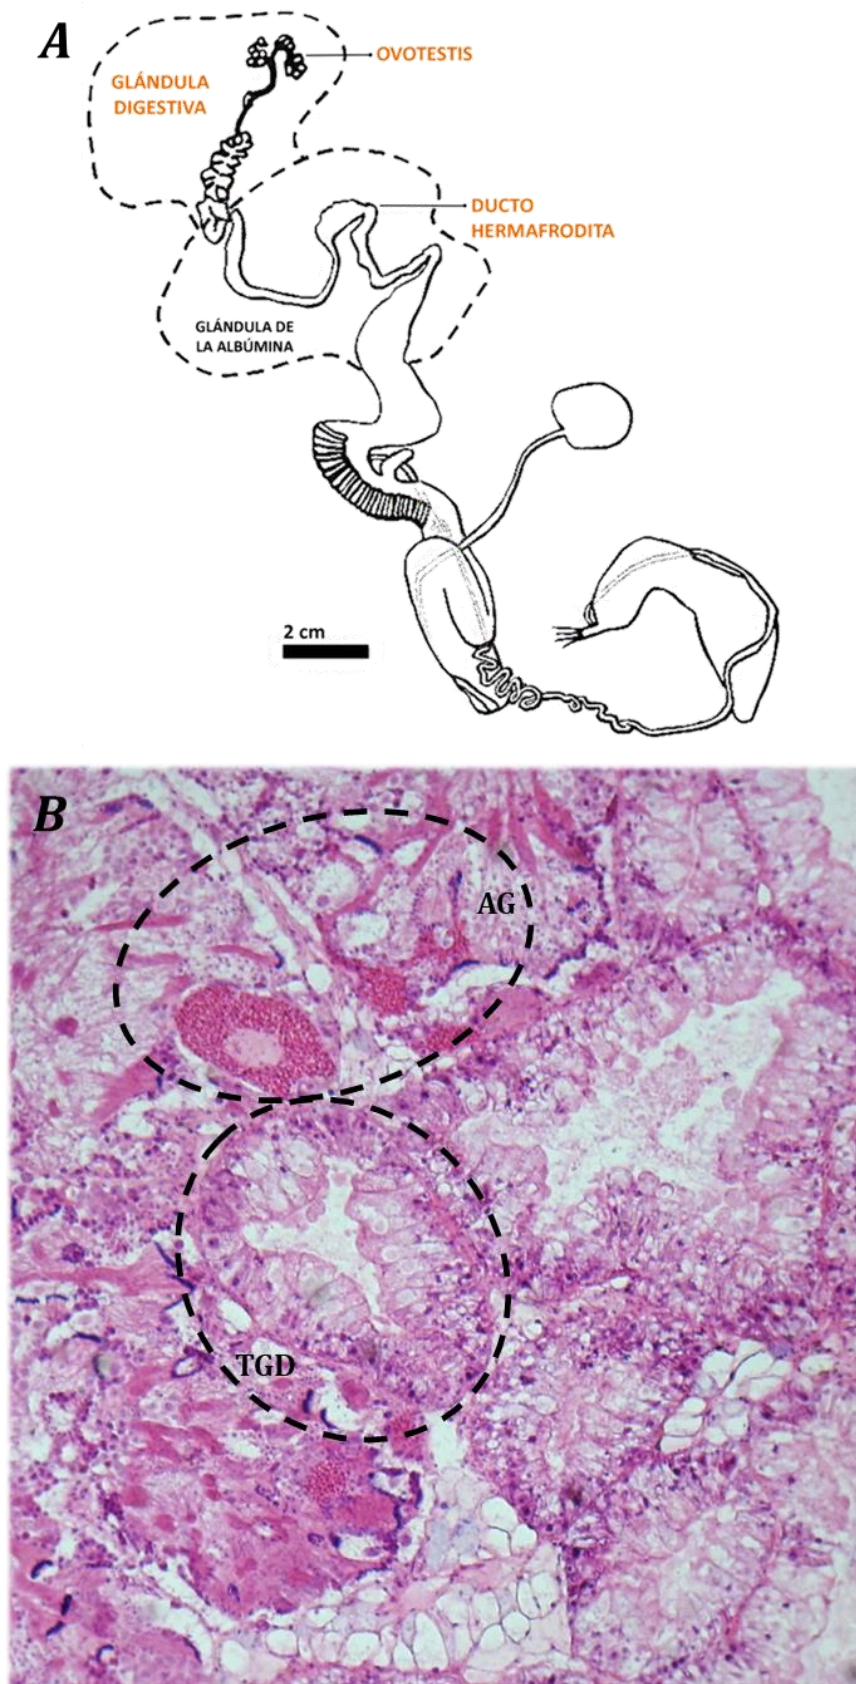 A
OVOTESTIS
GLÁNDULA
DIGESTIVA
DUCTO
HERMAFRODITA
GLÁNDULA DE
LA ALBÚMINA
2 cm
B
AG
TGD